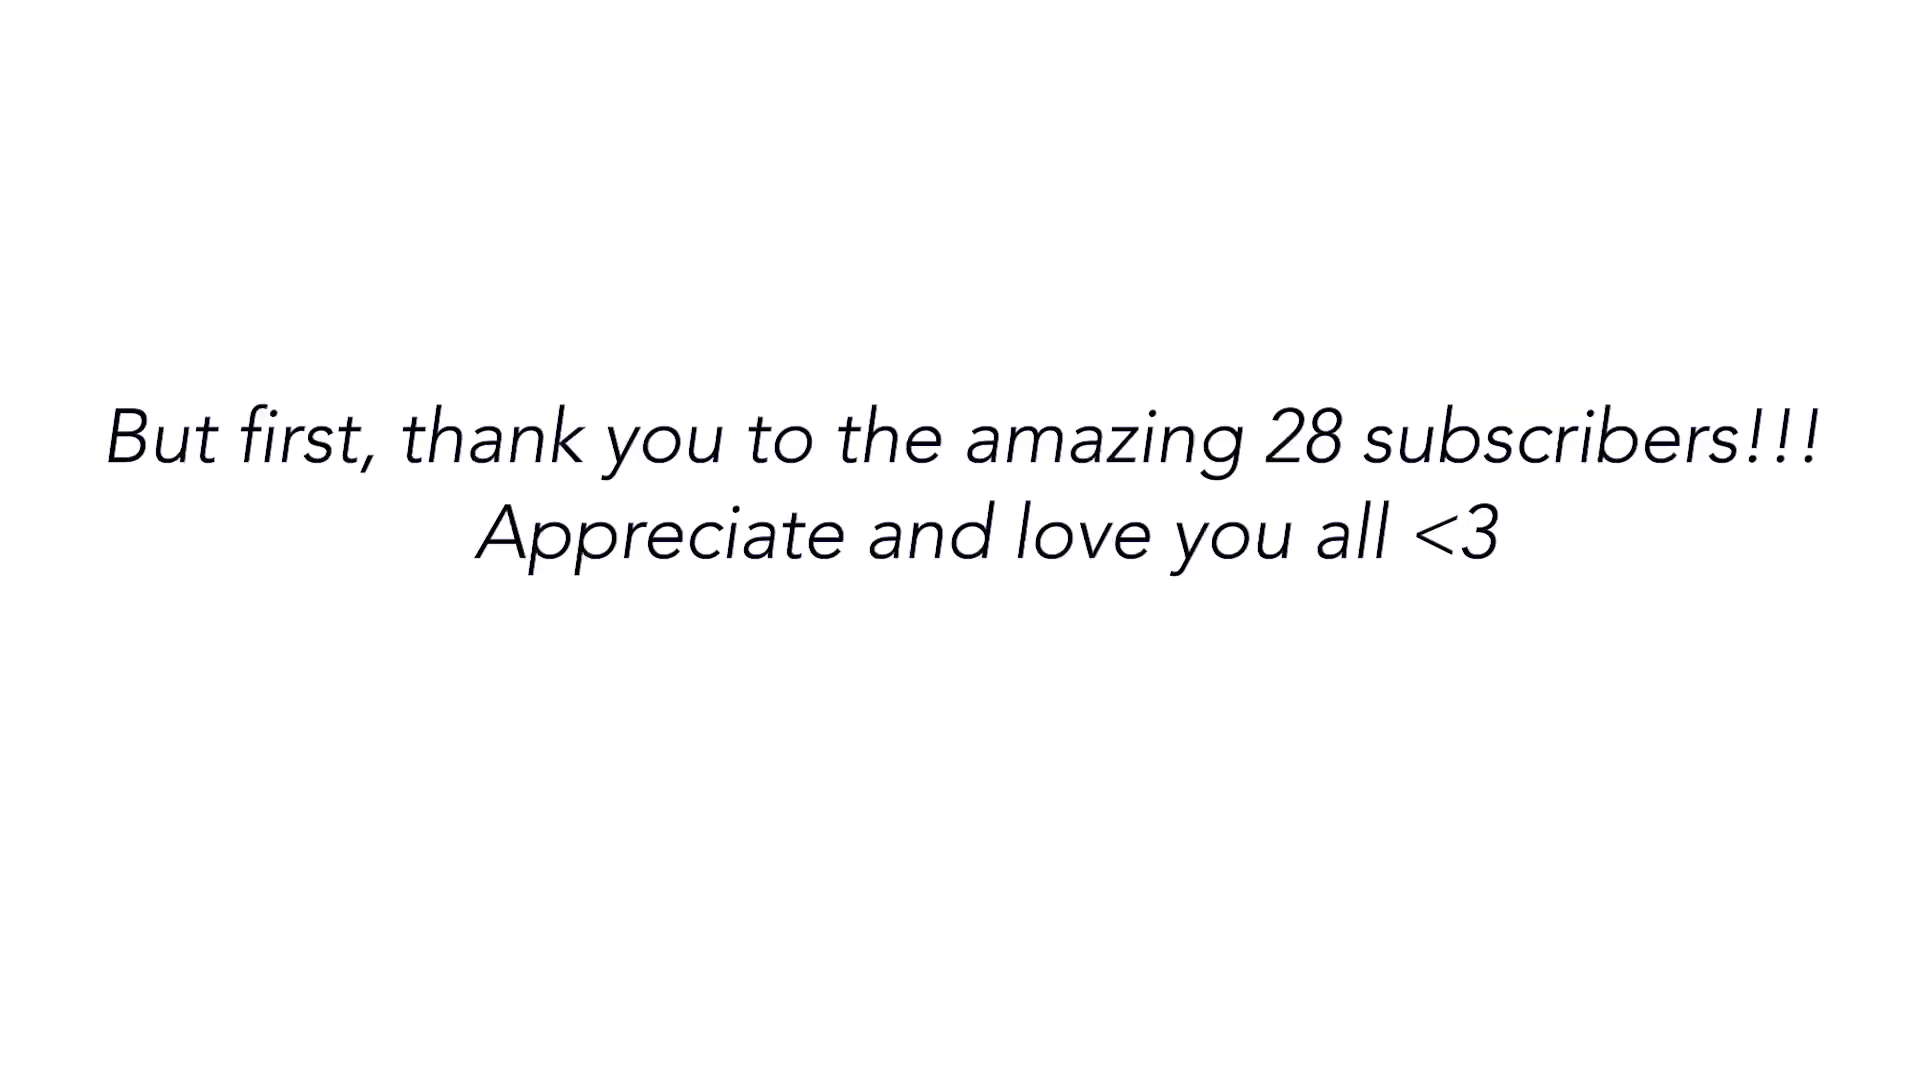 But first, thank you to the amazing 28 subscribers!!!
Appreciate and love you all <3